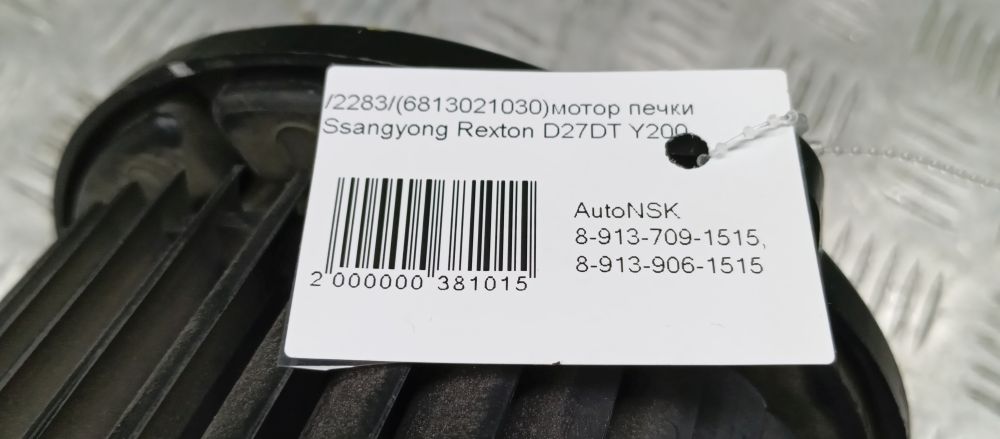 /2283/(6813021030)мотор печки
Ssangyong Rexton D27DT Y200
AutoNSK
8-913-709-1515,
8-913-906-1515
2 000000 381015